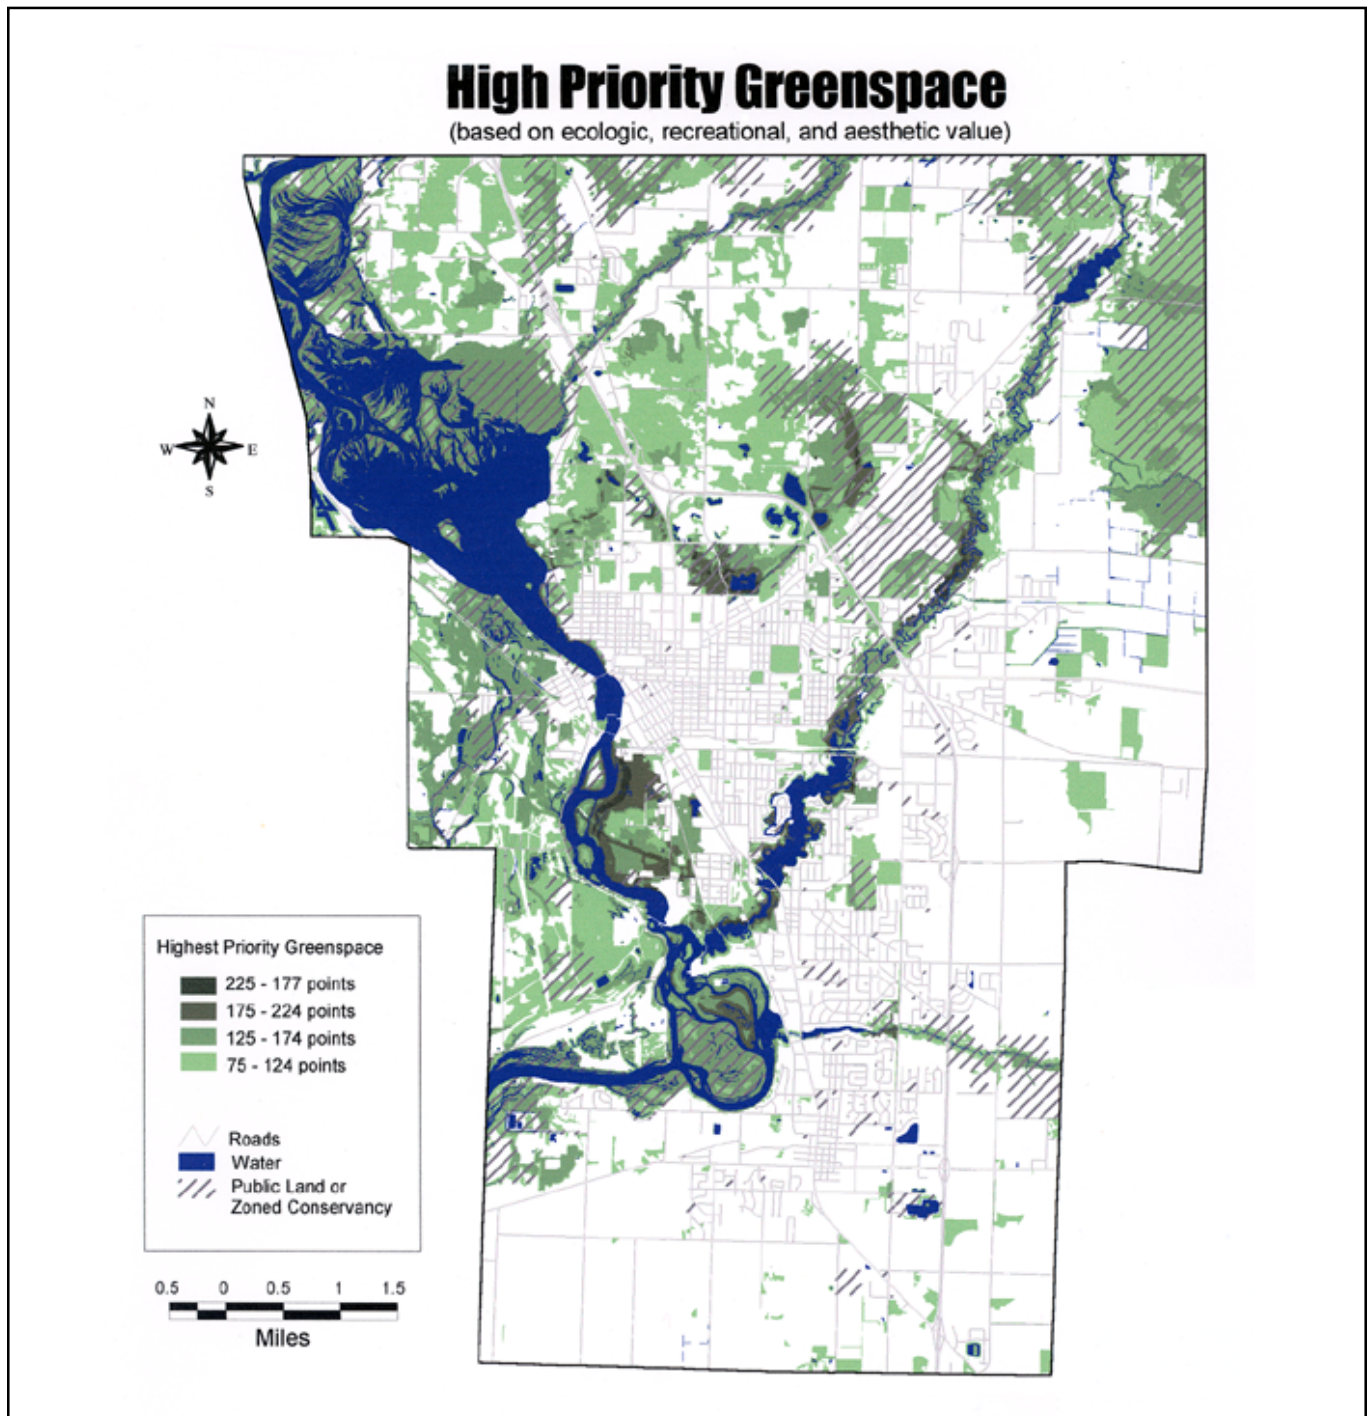 High Priority Greenspace
(based on ecologic, recreational, and aesthetic value)
N
W E
S
Highest Priority Greenspace
225 - 177 points
175 - 224 points
125 - 174 points
75 - 124 points
Roads
Water
Public Land or
Zoned Conservancy
0.5 0 0.5 1 1.5
Miles